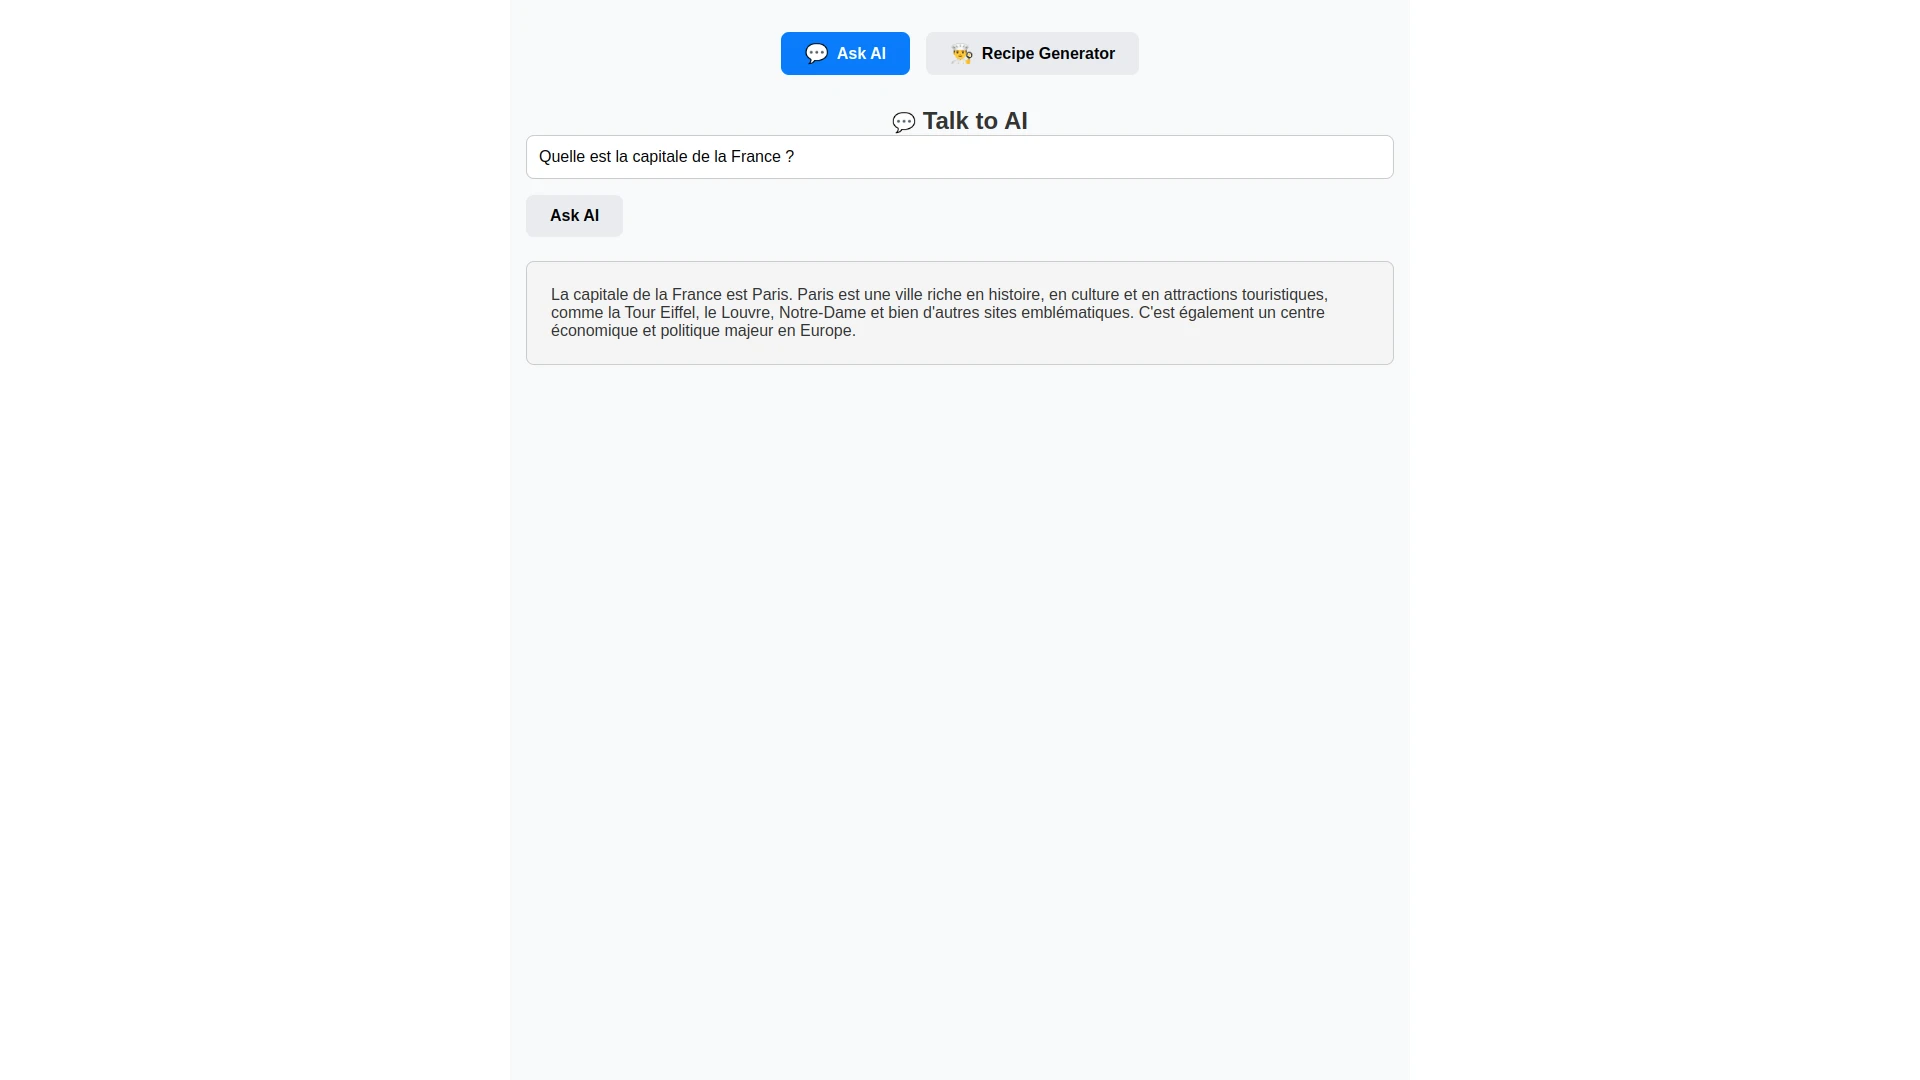 💬 Ask AI
👨‍🍳 Recipe Generator
💬 Talk to AI
Quelle est la capitale de la France ?
Ask AI
La capitale de la France est Paris. Paris est une ville riche en histoire, en culture et en attractions touristiques,
comme la Tour Eiffel, le Louvre, Notre-Dame et bien d'autres sites emblématiques. C'est également un centre
économique et politique majeur en Europe.